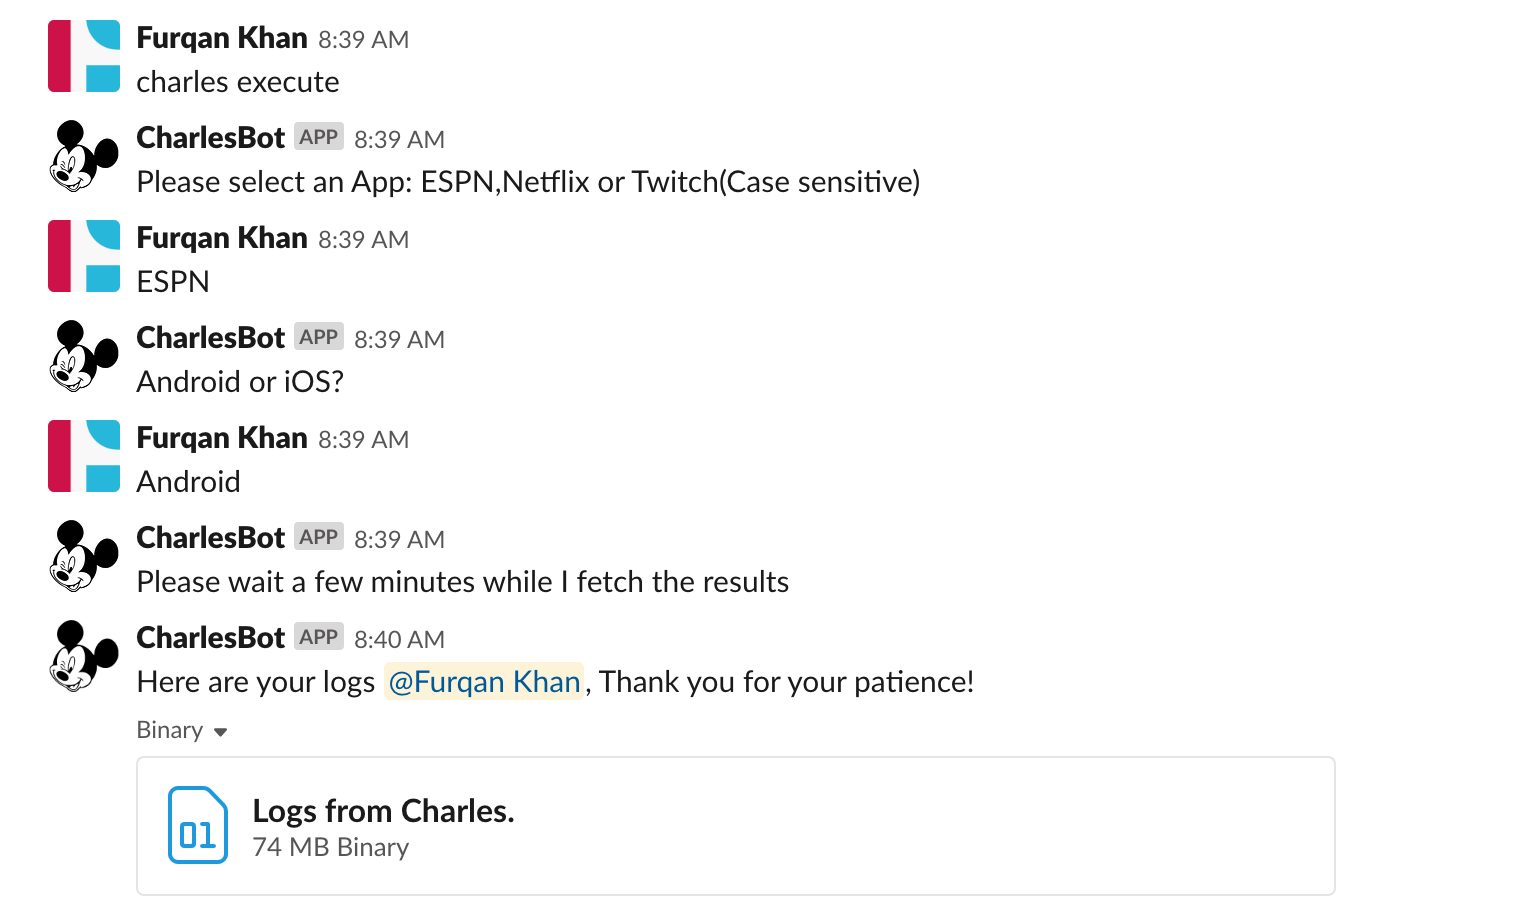 Furqan Khan 8:39 AM
charles execute
CharlesBot APP 8:39 AM
Please select an App: ESPN,Netflix or Twitch(Case sensitive)
Furqan Khan 8:39 AM
ESPN
CharlesBot APP 8:39 AM
Android or iOS?
Furqan Khan 8:39 AM
Android
CharlesBot APP 8:39 AM
Please wait a few minutes while I fetch the results
CharlesBot APP 8:40 AM
Here are your logs @Furqan Khan, Thank you for your patience!
Binary
01
Logs from Charles.
74 MB Binary